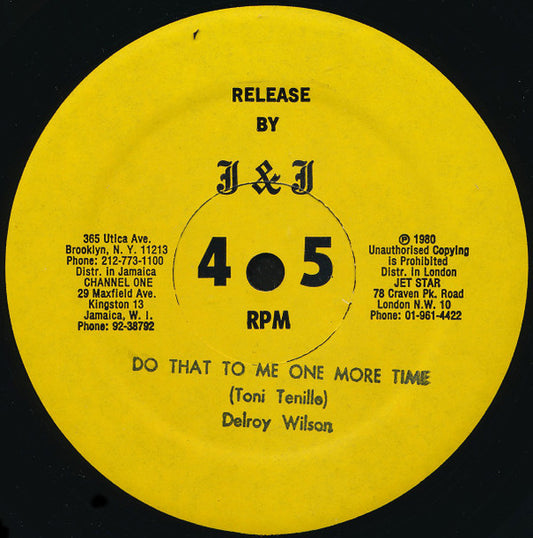 RELEASE
BY
J & J
365 Utica Ave.
Brooklyn, N. Y. 11213
Phone: 212-773-1100
Distr. in Jamaica
CHANNEL ONE
29 Maxfield Ave.
Kingston 13
Jamaica, W. I.
Phone: 92-38792
45
RPM
℗ 1980
Unauthorised Copying
is Prohibited
Distr. in London
JET STAR
78 Craven Pk. Road
London N.W. 10
Phone: 01-961-4422
DO THAT TO ME ONE MORE TIME
(Toni Tenille)
Delroy Wilson